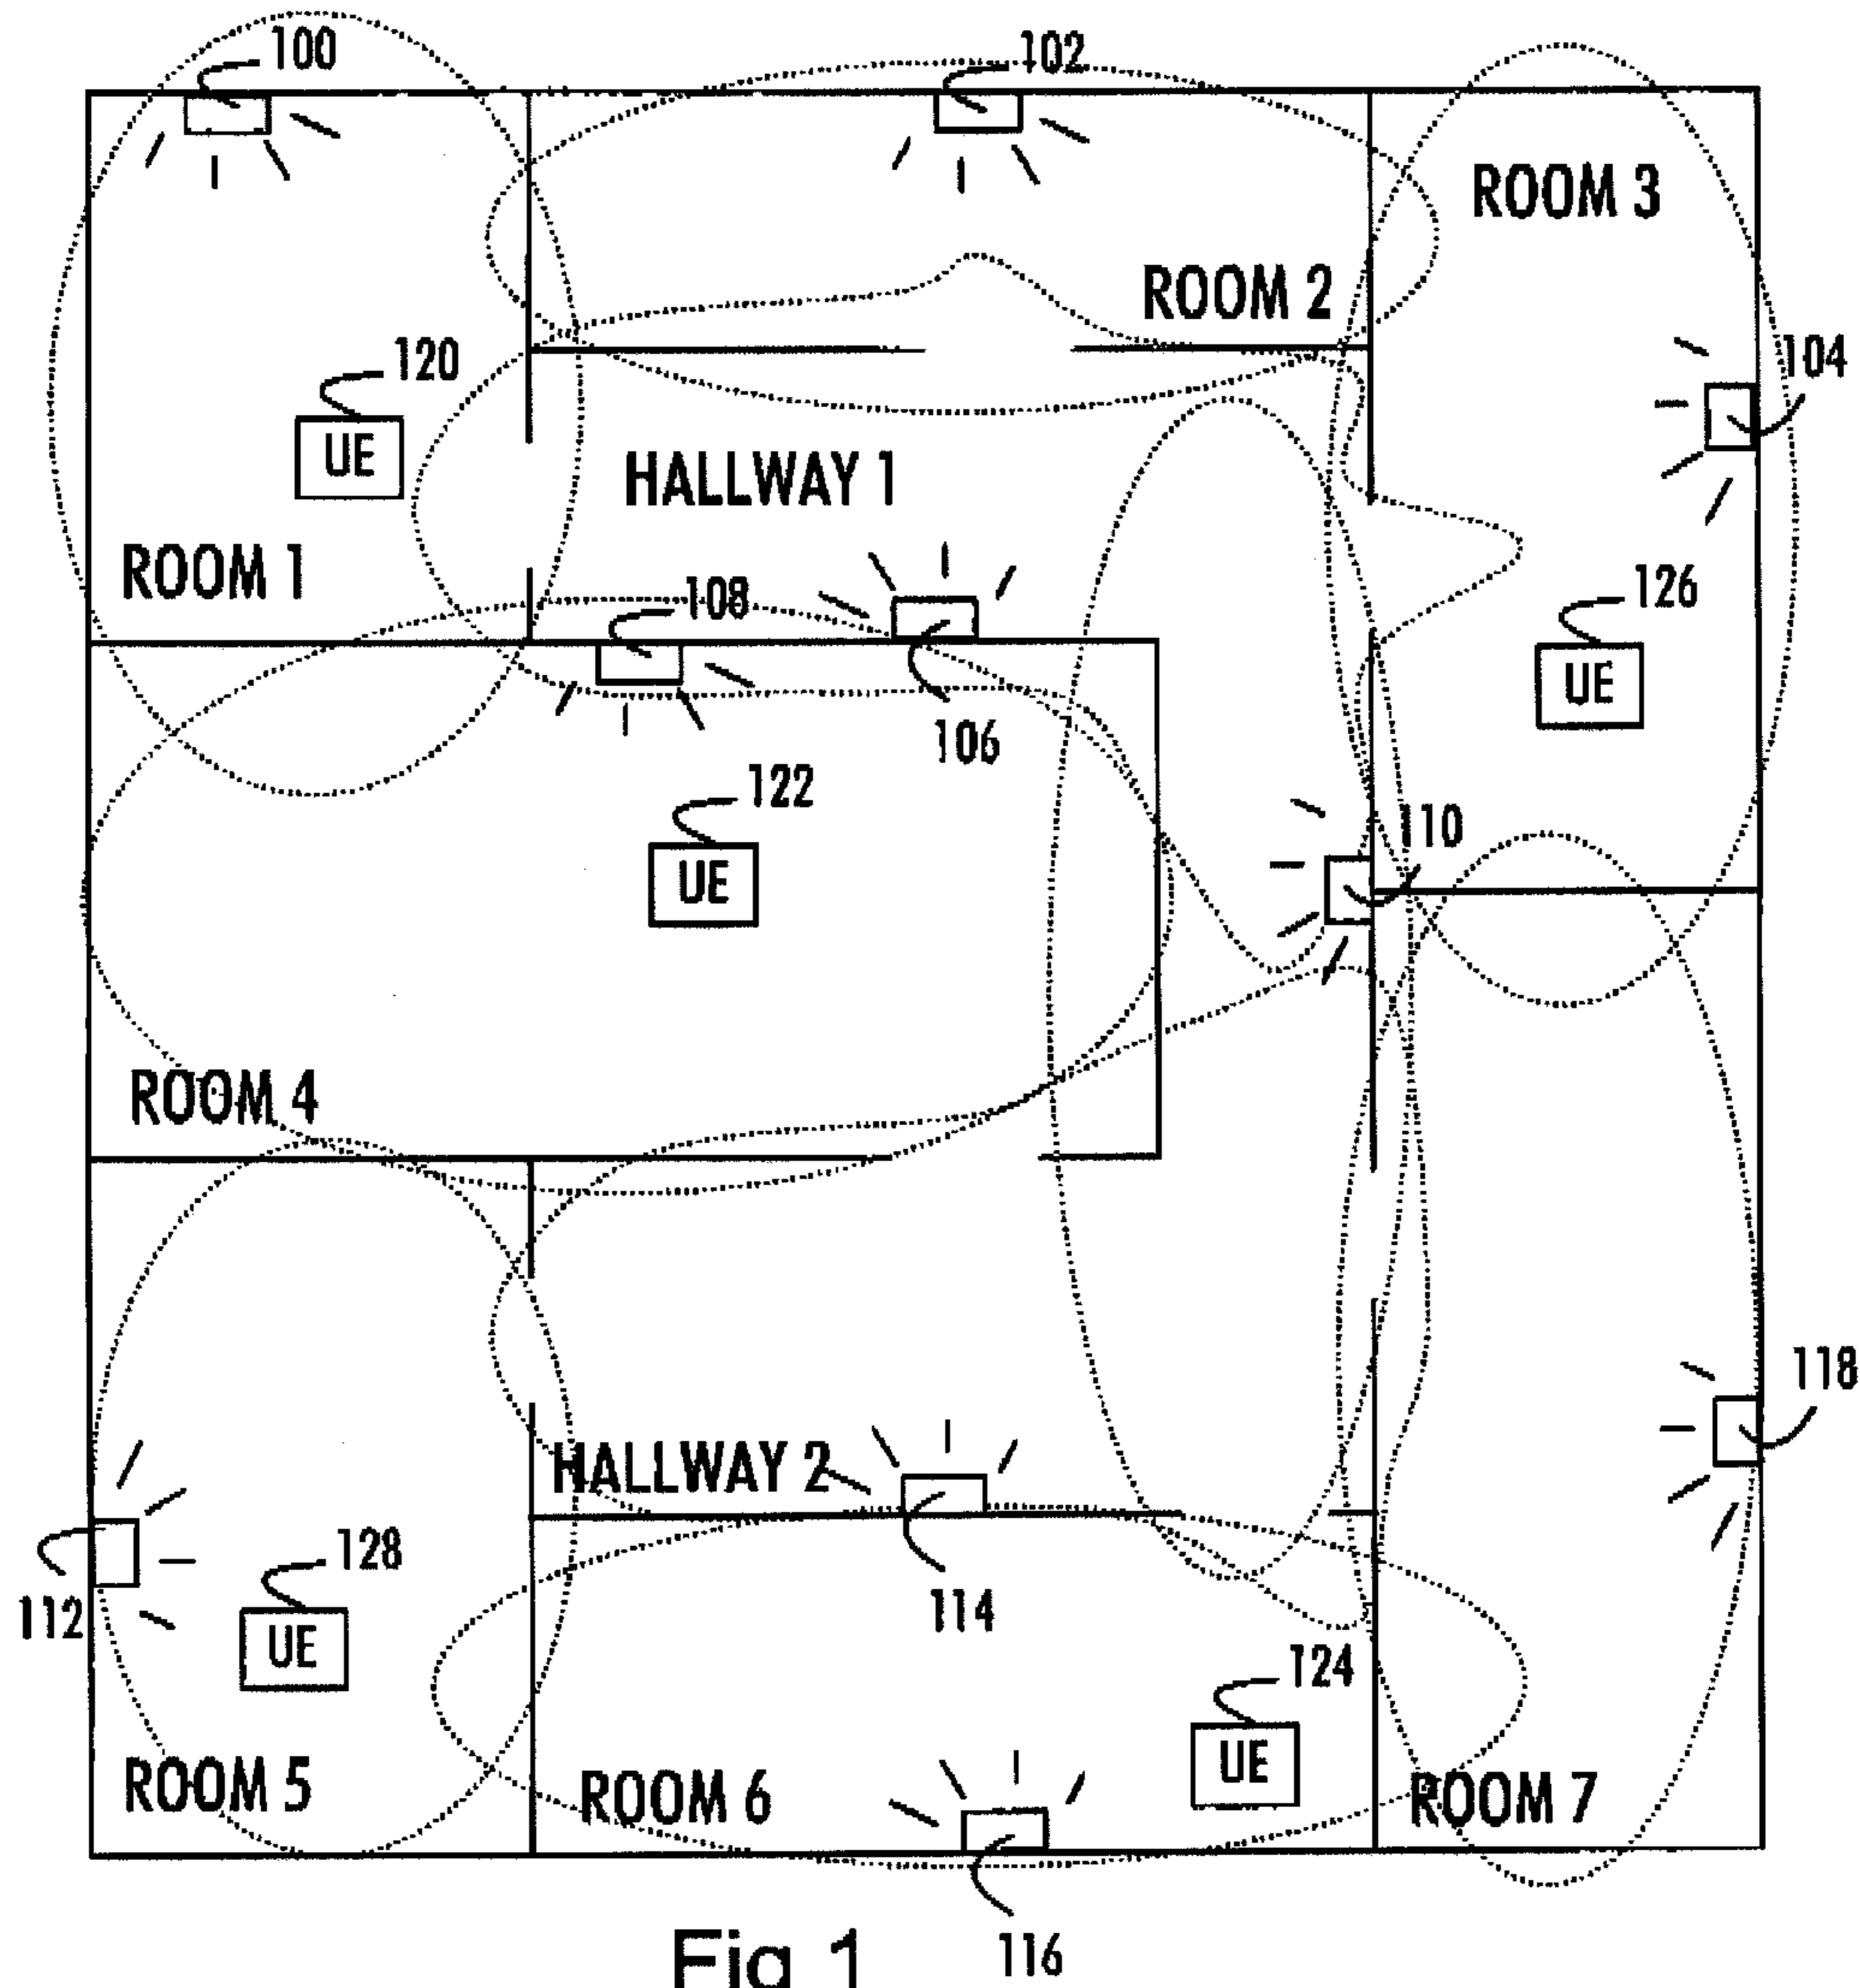 100
102
ROOM 3
ROOM 2
104
120
UE
HALLWAY 1
ROOM 1
108
126
UE
106
122
110
UE
ROOM 4
118
HALLWAY 2
128
112
UE
114
124
UE
ROOM 5
ROOM 6
ROOM 7
116
Fig 1